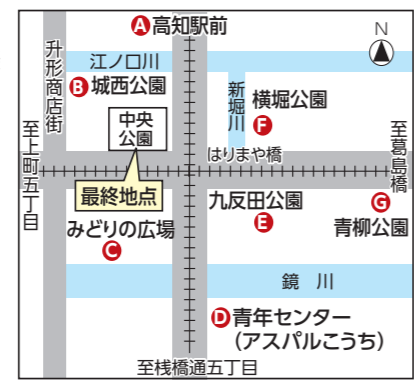 A高知駅前
N
江ノ口川
升形商店街
B城西公園
新堀川
横堀公園
F
中央
公園
はりまや橋
至上町五丁目
至葛島橋
最終地点
九反田公園
E
G
青柳公園
みどりの広場
C
鏡川
D青年センター
(アスパルこうち)
至桟橋通五丁目